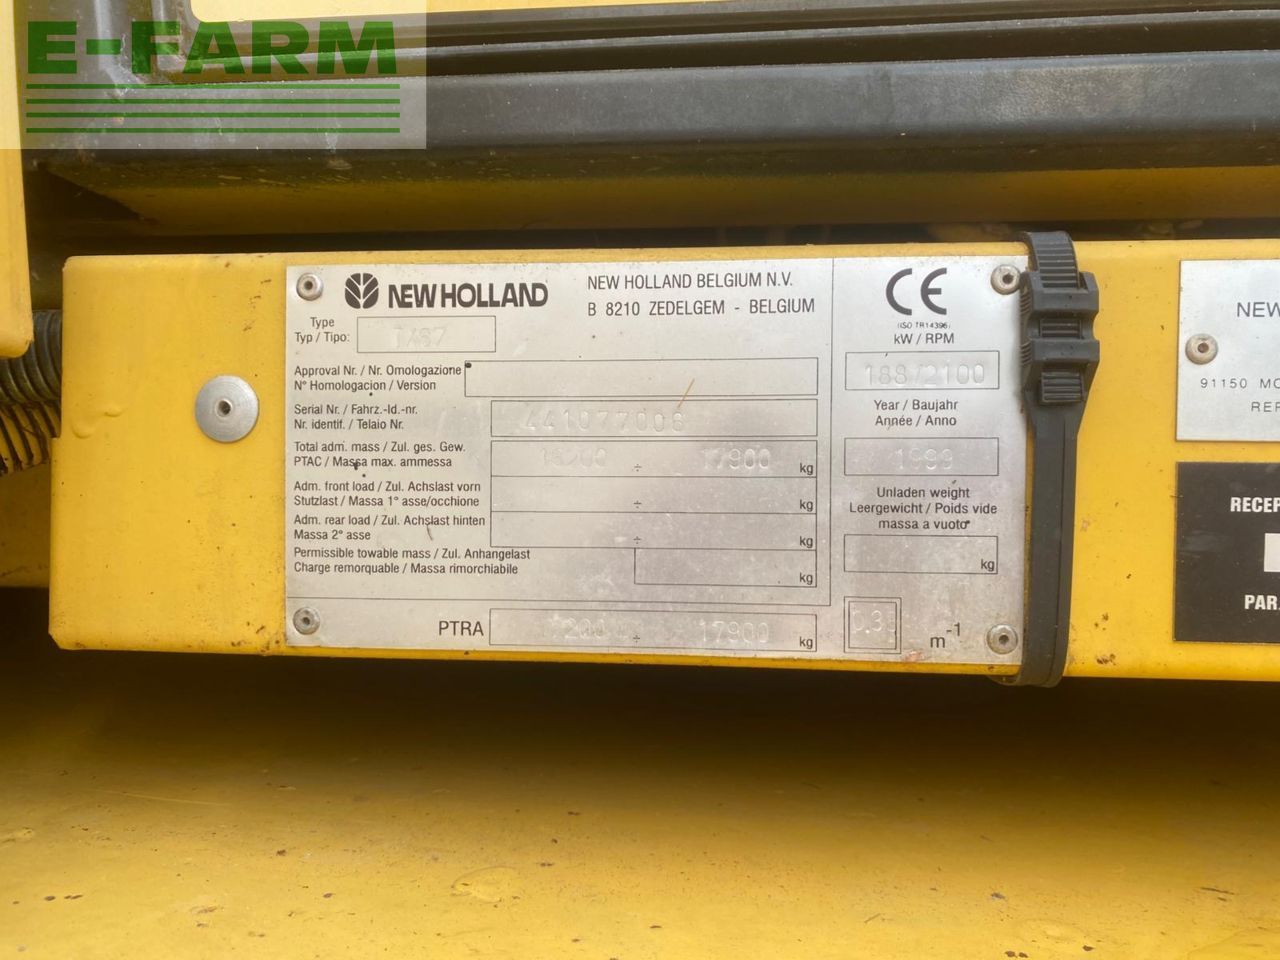 E-FARM
NEW HOLLAND
NEW HOLLAND BELGIUM N.V.
B 8210 ZEDELGEM - BELGIUM
Type
Typ / Tipo:
Approval Nr. / Nr. Omologazione
N° Homologacion / Version
Serial Nr. / Fahrz.-Id.-nr.
Nr. identif. / Telaio Nr.
441077006
Total adm. mass / Zul. ges. Gew.
PTAC / Massa max. ammessa
÷ 17900 kg
Adm. front load / Zul. Achslast vorn
Stutzlast / Massa 1° asse/occhione
÷ kg
Adm. rear load / Zul. Achslast hinten
Massa 2° asse
÷ kg
Permissible towable mass / Zul. Anhangelast
Charge remorquable / Massa rimorchiabile
kg
PTRA ÷ 17900 kg
CE
(ISO TR14396)
kW / RPM
188/2100
Year / Baujahr
Année / Anno
1999
Unladen weight
Leergewicht / Poids vide
massa a vuoto
kg
m-1
NEW
91150 MO
REF
RECEP
PAR